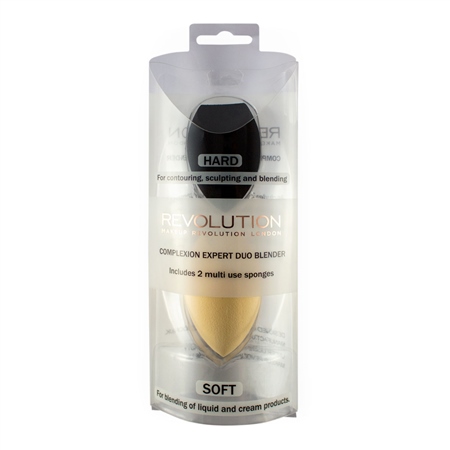 HARD
For contouring, sculpting and blending
REVOLUTION
MAKEUP REVOLUTION LONDON
COMPLEXION EXPERT DUO BLENDER
Includes 2 multi use sponges
SOFT
For blending of liquid and cream products.